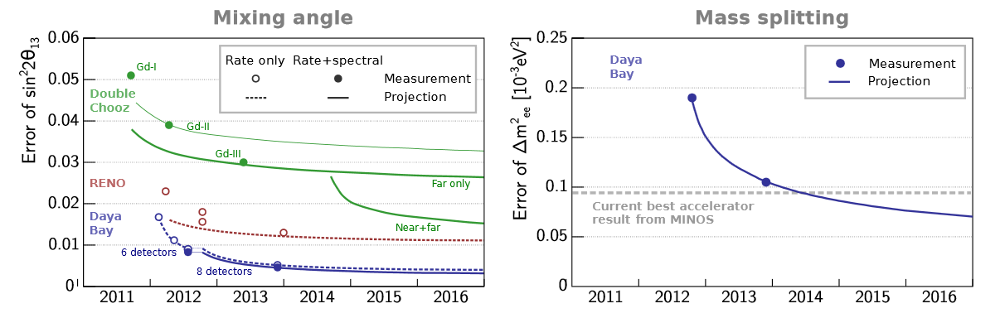 Mixing angle
Error of sin²2θ₁₃
0.06
0.05
0.04
0.03
0.02
0.01
0
2011 2012 2013 2014 2015 2016
Rate only Rate+spectral
Measurement
Projection
Gd-I
Double
Chooz
Gd-II
Gd-III
Far only
RENO
Near+far
Daya
Bay
6 detectors
8 detectors
Mass splitting
Error of Δm²ₑₑ [10⁻³eV²]
0.25
0.2
0.15
0.1
0.05
0
2011 2012 2013 2014 2015 2016
Daya
Bay
Measurement
Projection
Current best accelerator
result from MINOS